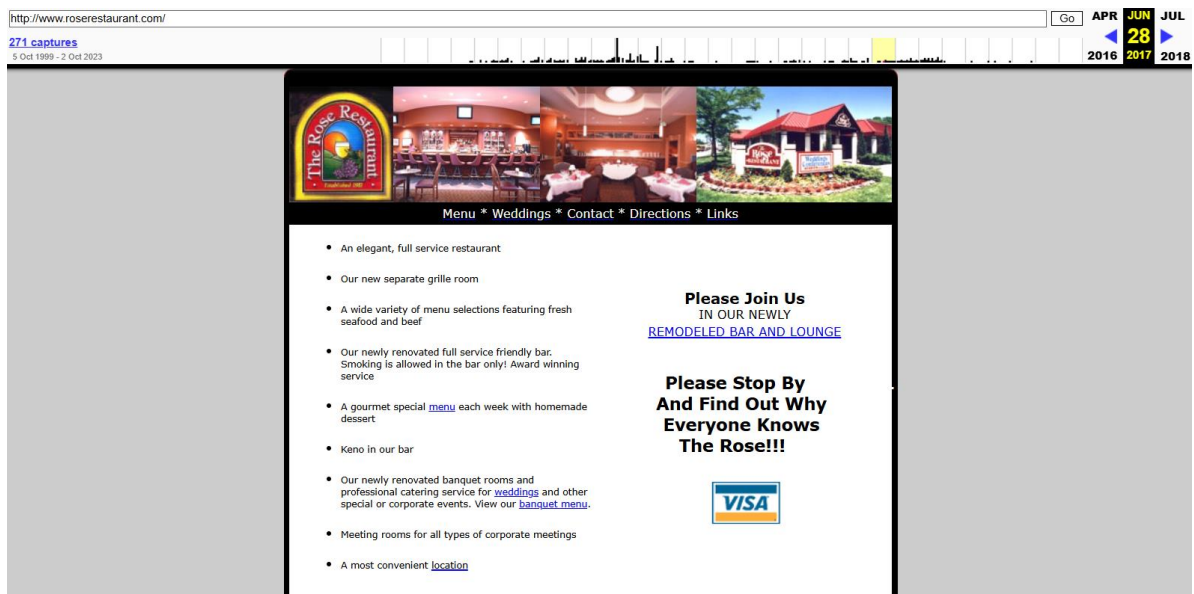 http://www.roserestaurant.com/
Go
APR JUN JUL
271 captures
28
5 Oct 1999 - 2 Oct 2023
2016 2017 2018
The Rose Restaurant
Rose
RESTAURANT
Weddings
Menu * Weddings * Contact * Directions * Links
• An elegant, full service restaurant
• Our new separate grille room
• A wide variety of menu selections featuring fresh
seafood and beef
• Our newly renovated full service friendly bar.
Smoking is allowed in the bar only! Award winning
service
• A gourmet special menu each week with homemade
dessert
• Keno in our bar
• Our newly renovated banquet rooms and
professional catering service for weddings and other
special or corporate events. View our banquet menu.
• Meeting rooms for all types of corporate meetings
• A most convenient location
Please Join Us
IN OUR NEWLY
REMODELED BAR AND LOUNGE
Please Stop By
And Find Out Why
Everyone Knows
The Rose!!!
VISA